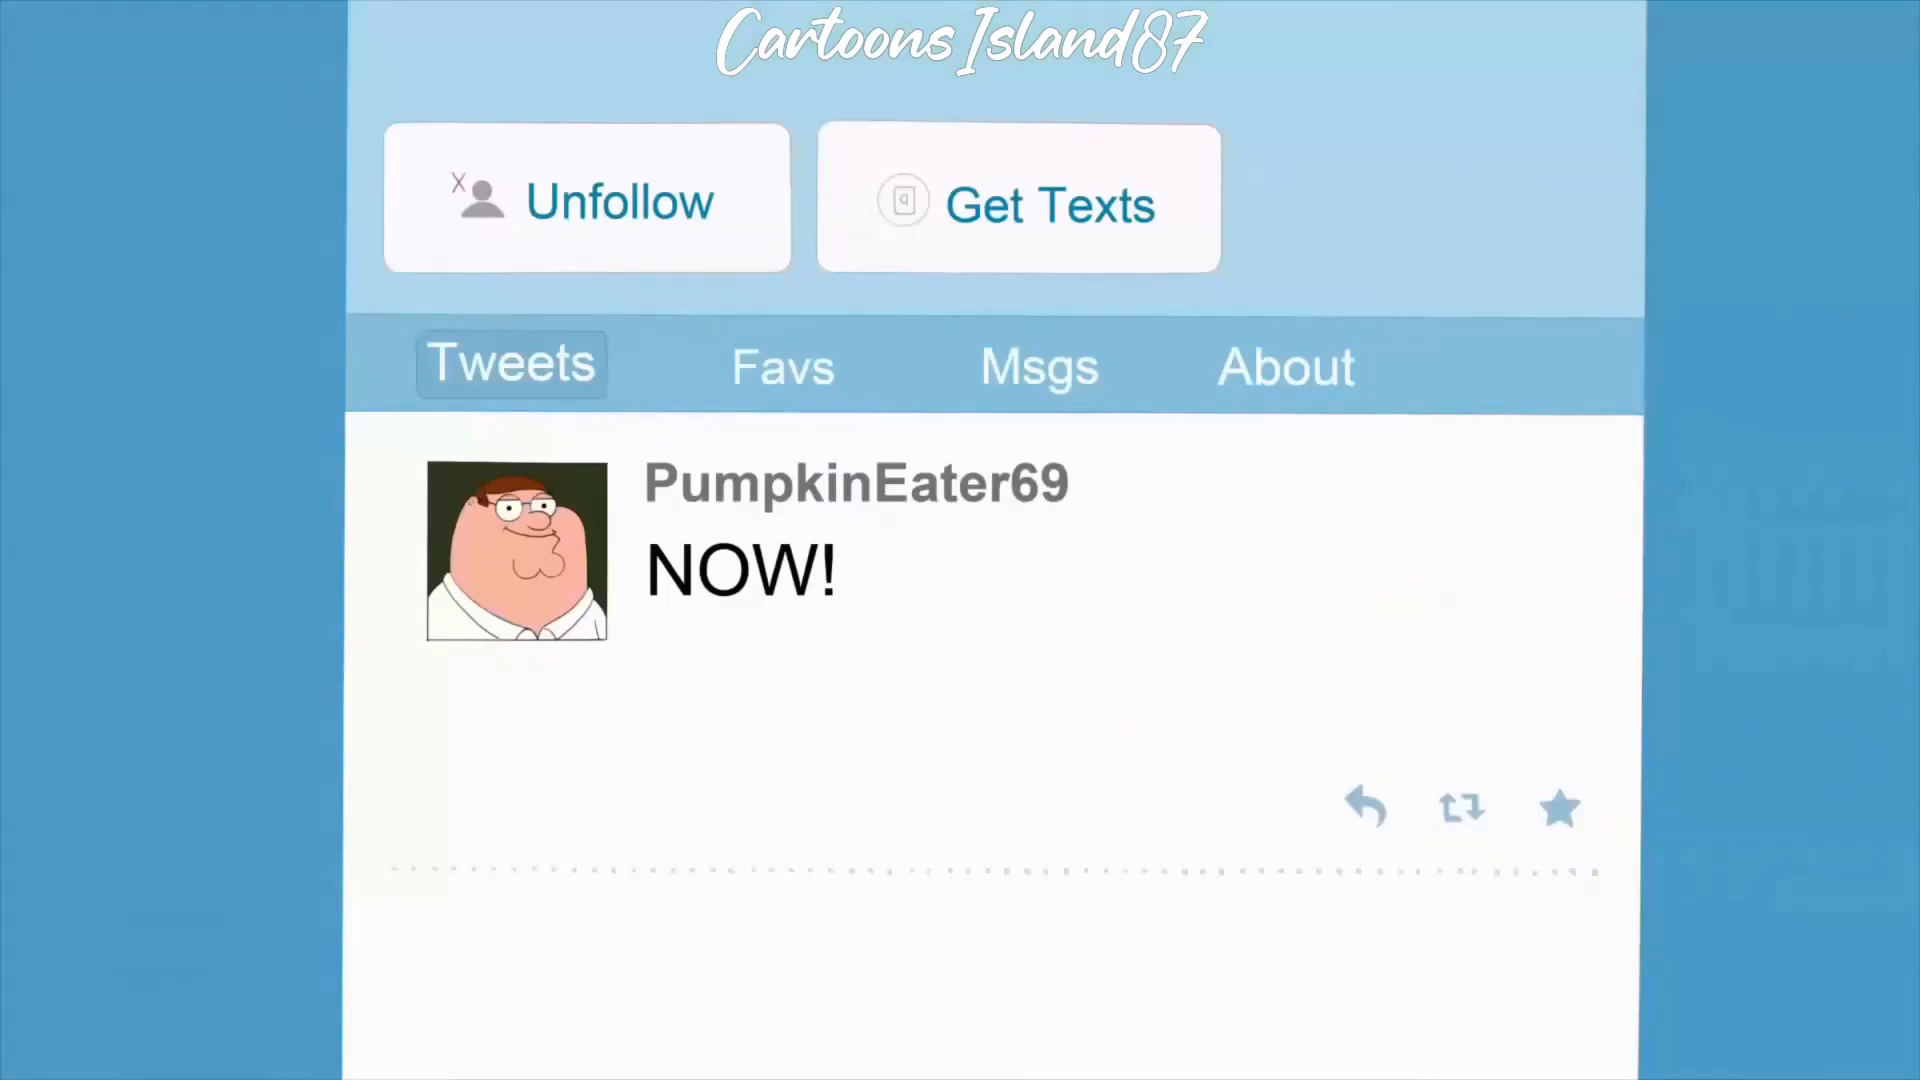 Cartoons Island87
Unfollow
Get Texts
Tweets Favs Msgs About
PumpkinEater69
NOW!